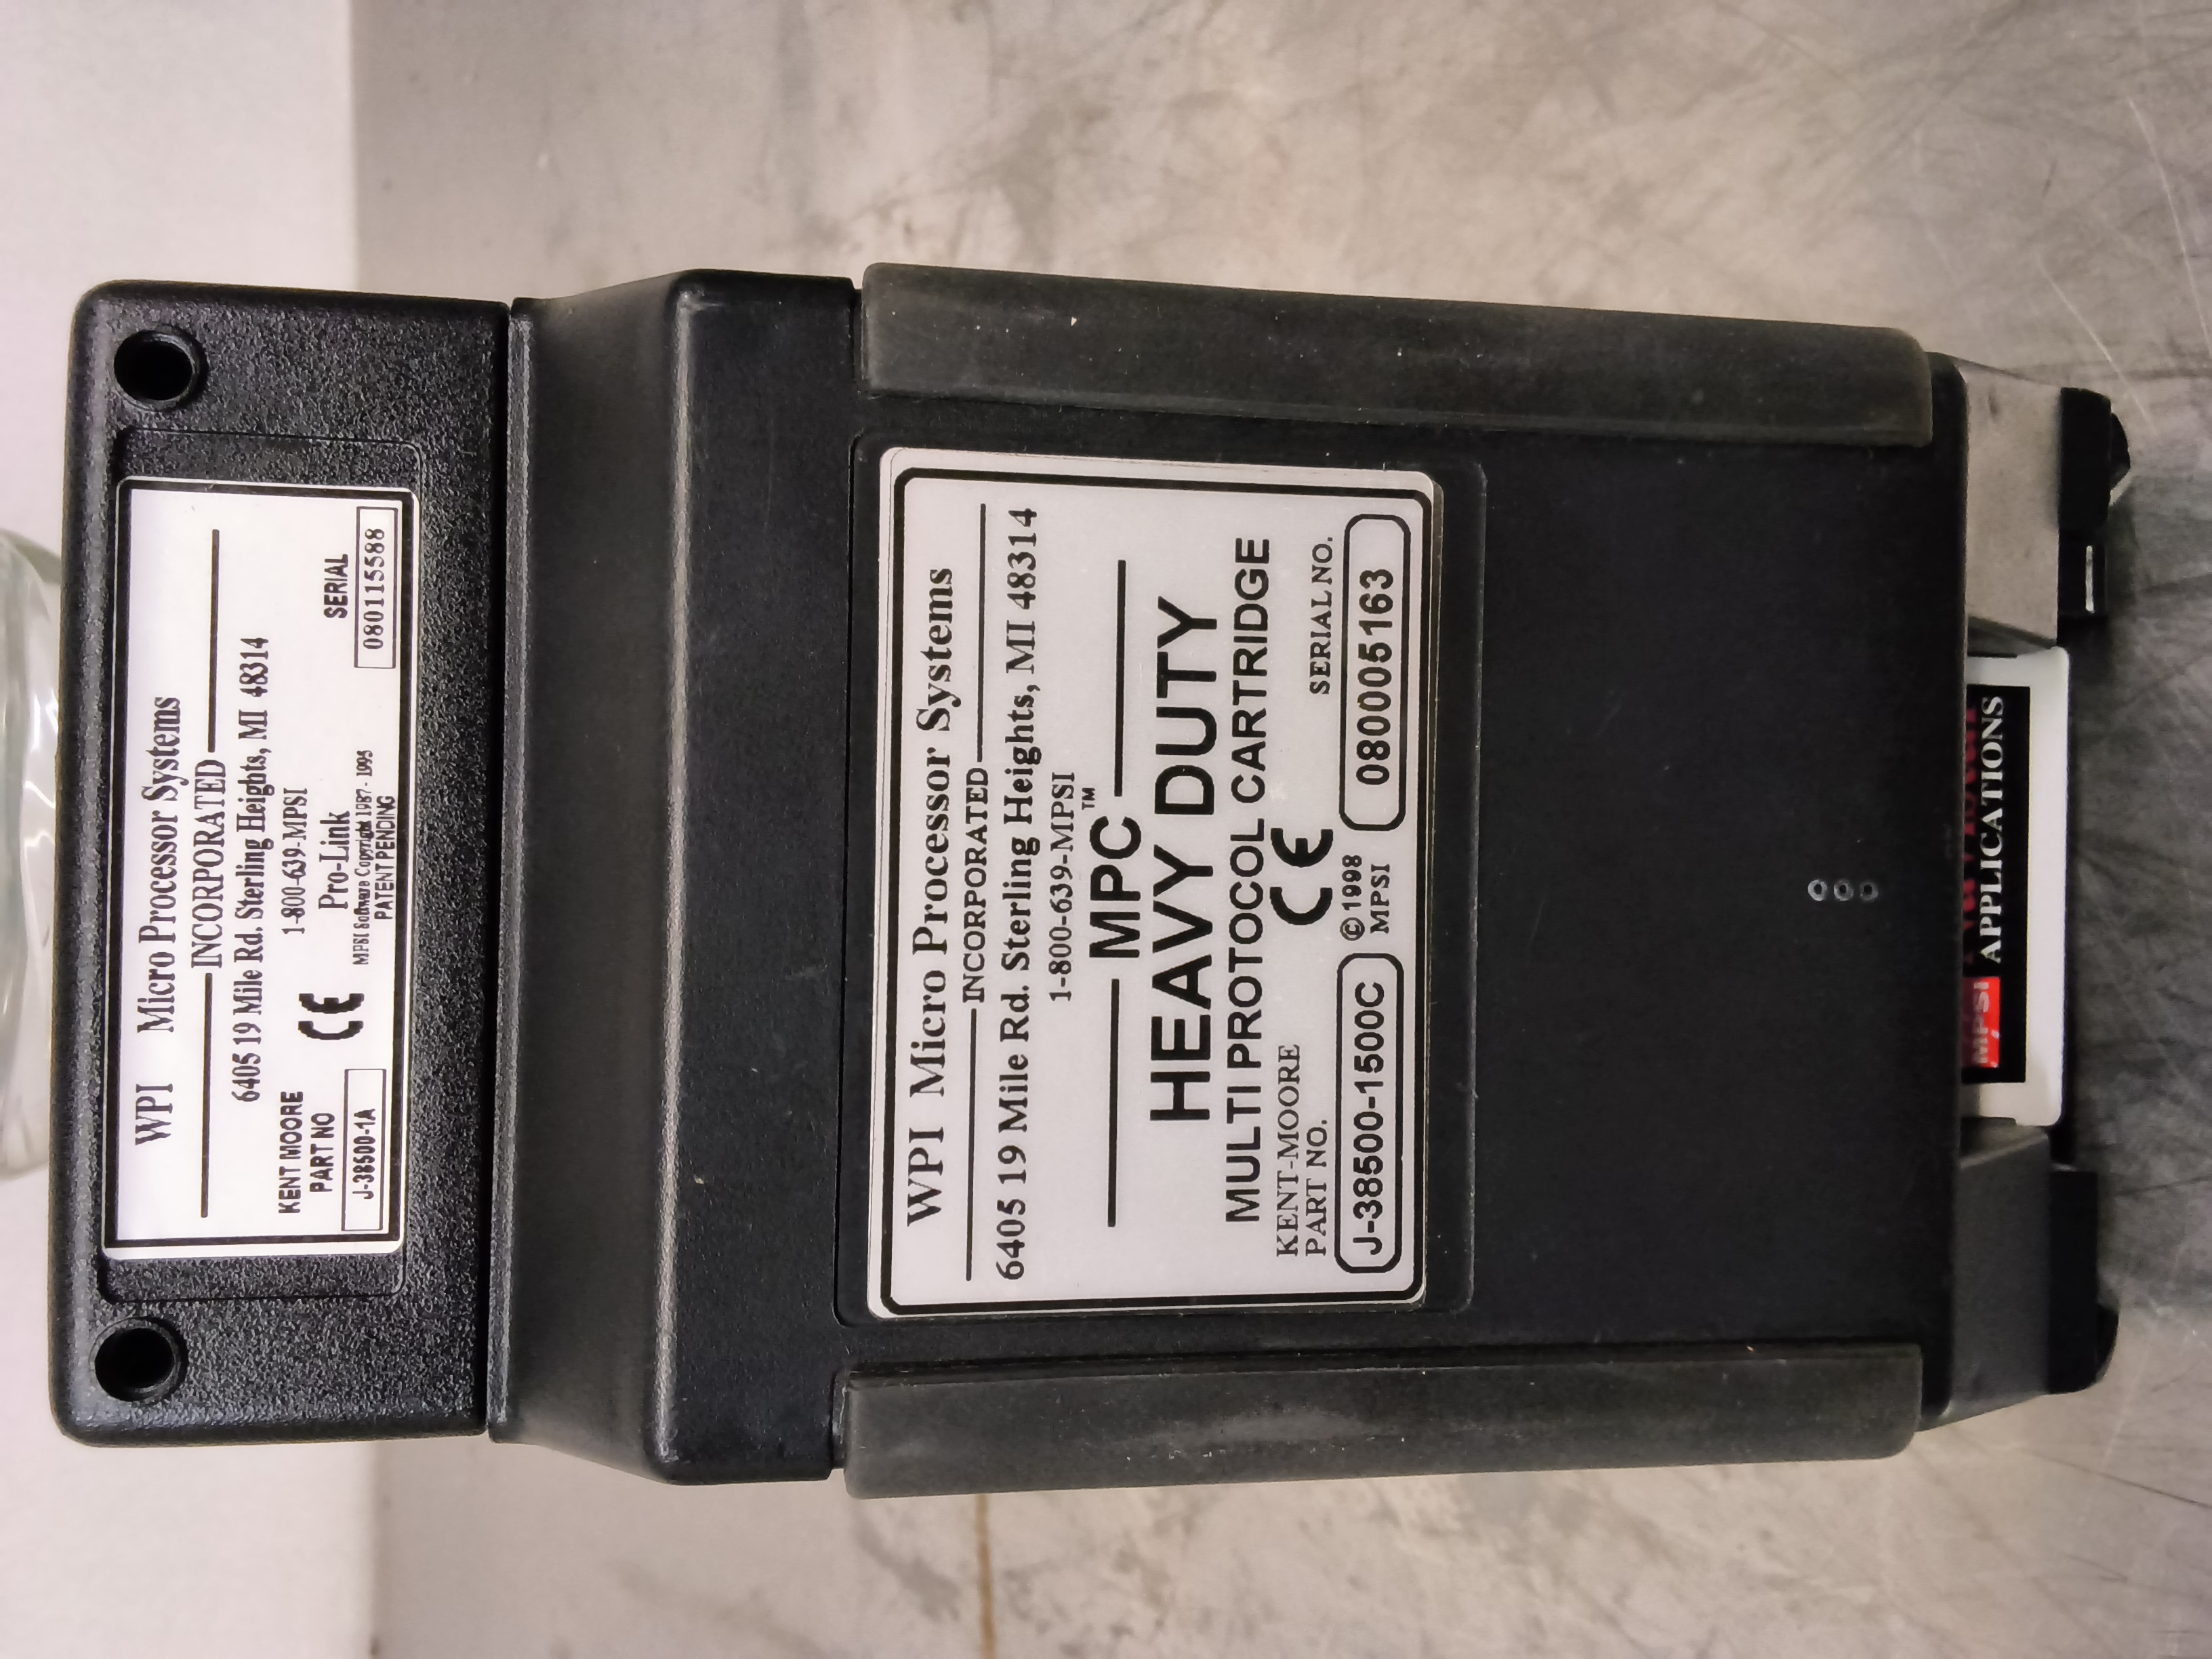 WPI Micro Processor Systems
INCORPORATED
6405 19 Mile Rd. Sterling Heights, MI 48314
1-800-639-MPSI
KENT MOORE
PART NO
J-38500-1A
CE
Pro-Link
MPSI Software Copyright 1987-1995
PATENT PENDING
SERIAL
080115588
WPI Micro Processor Systems
INCORPORATED
6405 19 Mile Rd. Sterling Heights, MI 48314
1-800-639-MPSI
MPC™
HEAVY DUTY
MULTI PROTOCOL CARTRIDGE
KENT-MOORE
PART NO.
J-38500-1500C
CE
©1998
MPSI
SERIAL NO.
0800005163
MPSI
APPLICATIONS